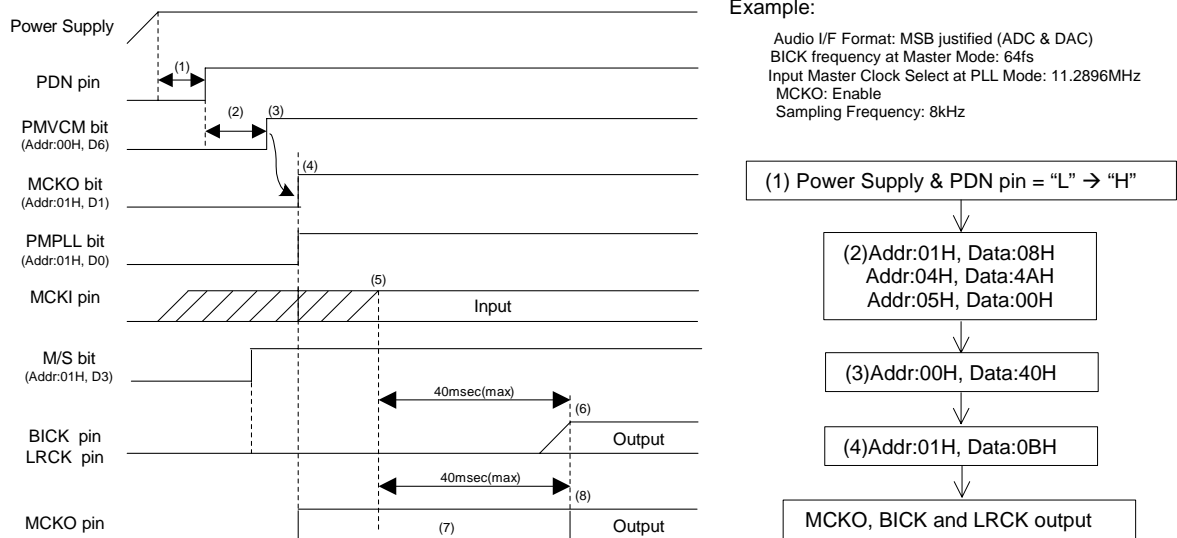 Power Supply
(1)
PDN pin
(2)
(3)
PMVCM bit
(Addr:00H, D6)
(4)
MCKO bit
(Addr:01H, D1)
PMPLL bit
(Addr:01H, D0)
(5)
MCKI pin
Input
M/S bit
(Addr:01H, D3)
40msec(max)
(6)
BICK pin
Output
LRCK pin
40msec(max)
(8)
MCKO pin
(7)
Output
Example:
Audio I/F Format: MSB justified (ADC & DAC)
BICK frequency at Master Mode: 64fs
Input Master Clock Select at PLL Mode: 11.2896MHz
MCKO: Enable
Sampling Frequency: 8kHz
(1) Power Supply & PDN pin = “L” → “H”
(2)Addr:01H, Data:08H
Addr:04H, Data:4AH
Addr:05H, Data:00H
(3)Addr:00H, Data:40H
(4)Addr:01H, Data:0BH
MCKO, BICK and LRCK output